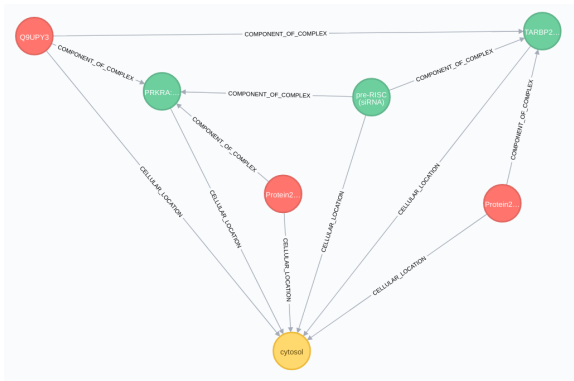 Q9UPY3
COMPONENT_OF_COMPLEX
TARBP2...
COMPONENT_OF_COMPLEX
COMPONENT_OF_COMPLEX
PRKRA:...
COMPONENT_OF_COMPLEX
pre-RISC
(siRNA)
COMPONENT_OF_COMPLEX
COMPONENT_OF_COMPLEX
CELLULAR_LOCATION
CELLULAR_LOCATION
Protein2...
CELLULAR_LOCATION
CELLULAR_LOCATION
Protein2...
CELLULAR_LOCATION
CELLULAR_LOCATION
cytosol